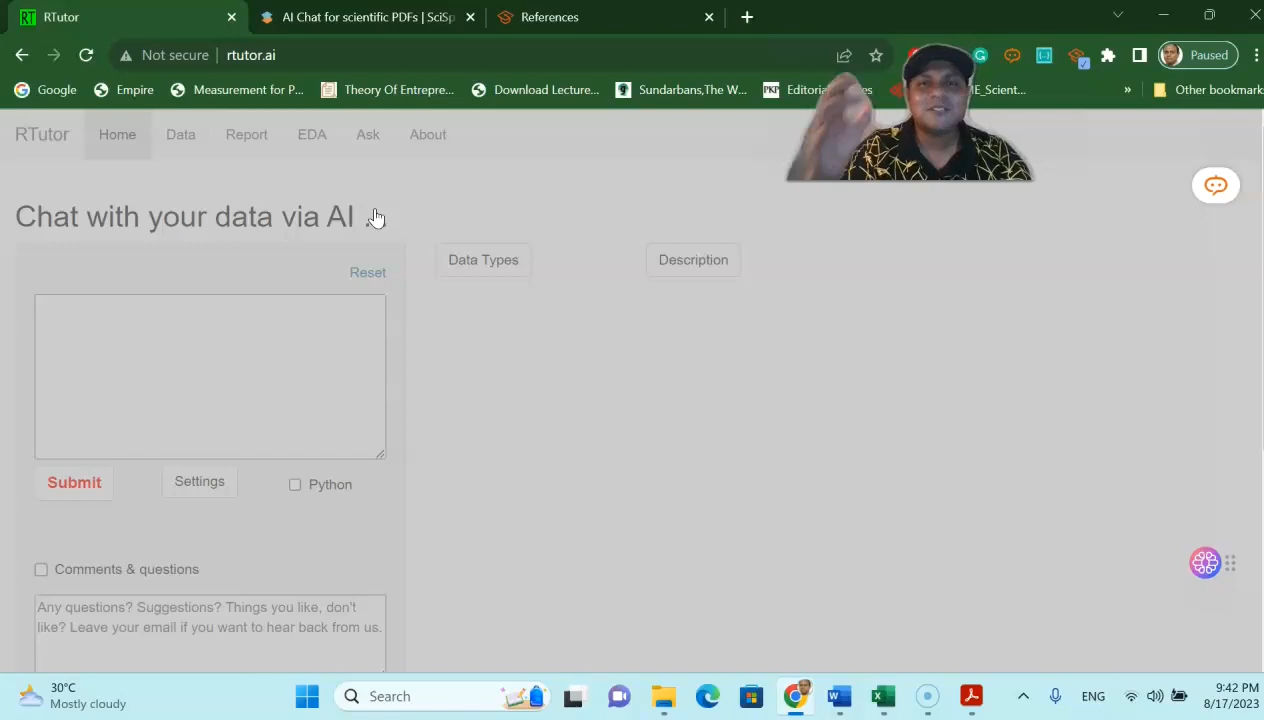 RTutor
AI Chat for scientific PDFs | SciSp
References
Not secure
rtutor.ai
Paused
Google
Empire
Measurement for P...
Theory Of Entrepre...
Download Lecture...
Sundarbans,The W...
Editorial
es
E_Scient...
»
Other bookmark
RTutor
Home
Data
Report
EDA
Ask
About
Chat with your data via AI
Reset
Data Types
Description
Submit
Settings
Python
Comments & questions
Any questions? Suggestions? Things you like, don't
like? Leave your email if you want to hear back from us.
30°C
Mostly cloudy
Search
ENG
9:42 PM
8/17/2023